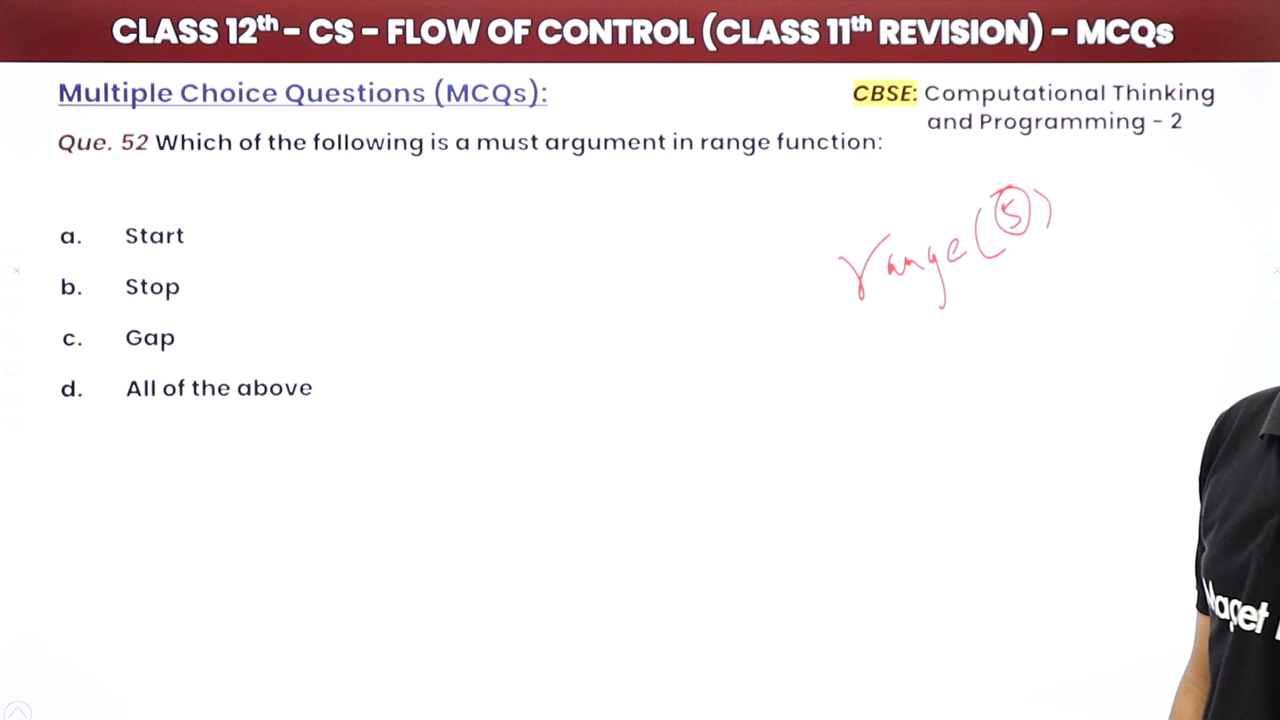 CLASS 12th – CS – FLOW OF CONTROL (CLASS 11th REVISION) – MCQs
Multiple Choice Questions (MCQs):
CBSE: Computational Thinking
and Programming - 2
Que. 52 Which of the following is a must argument in range function:
range(5)
a. Start
b. Stop
c. Gap
d. All of the above